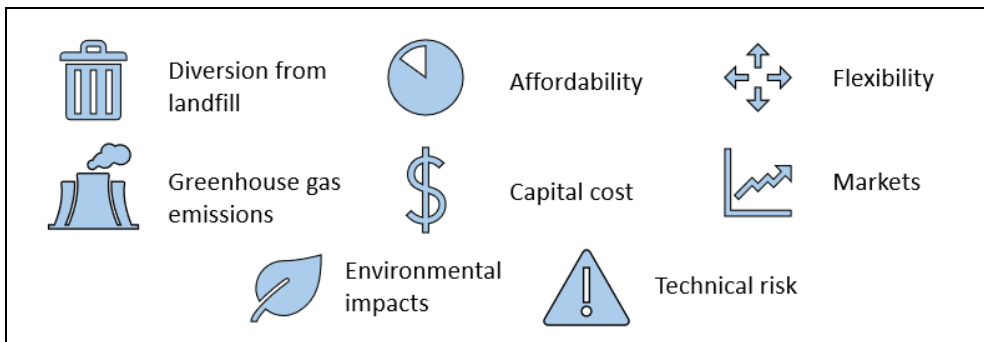 Diversion from
landfill
Affordability
Flexibility
Greenhouse gas
emissions
$
Capital cost
Markets
Environmental
impacts
!
Technical risk